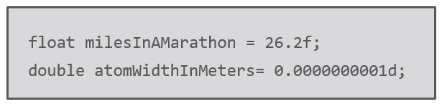 float milesInAMarathon = 26.2f;
double atomWidthInMeters= 0.0000000001d;